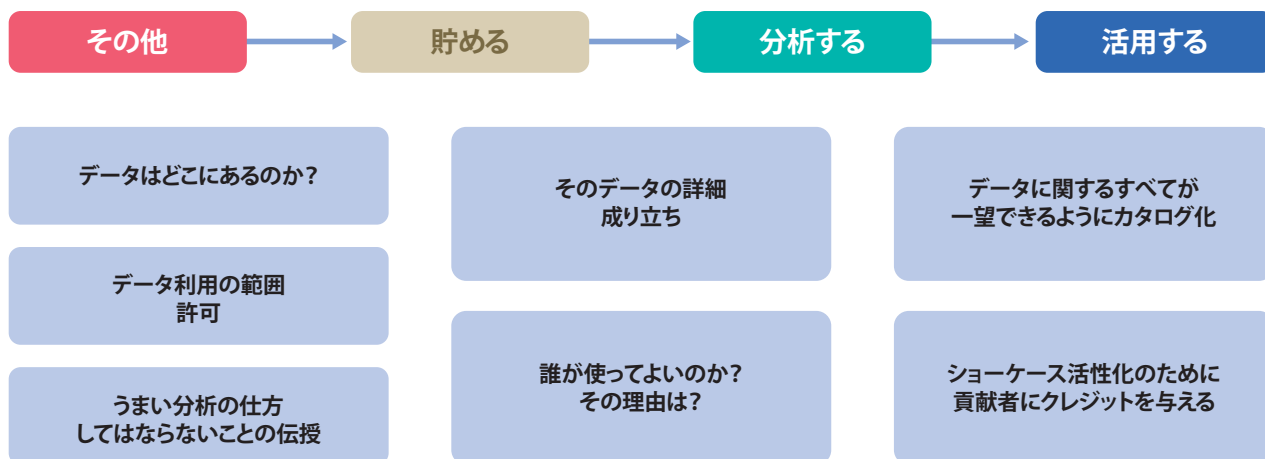 その他
貯める
分析する
活用する
データはどこにあるのか？
データ利用の範囲
許可
うまい分析の仕方
してはならないことの伝授
そのデータの詳細
成り立ち
誰が使ってよいのか？
その理由は？
データに関するすべてが
一望できるようにカタログ化
ショーケース活性化のために
貢献者にクレジットを与える